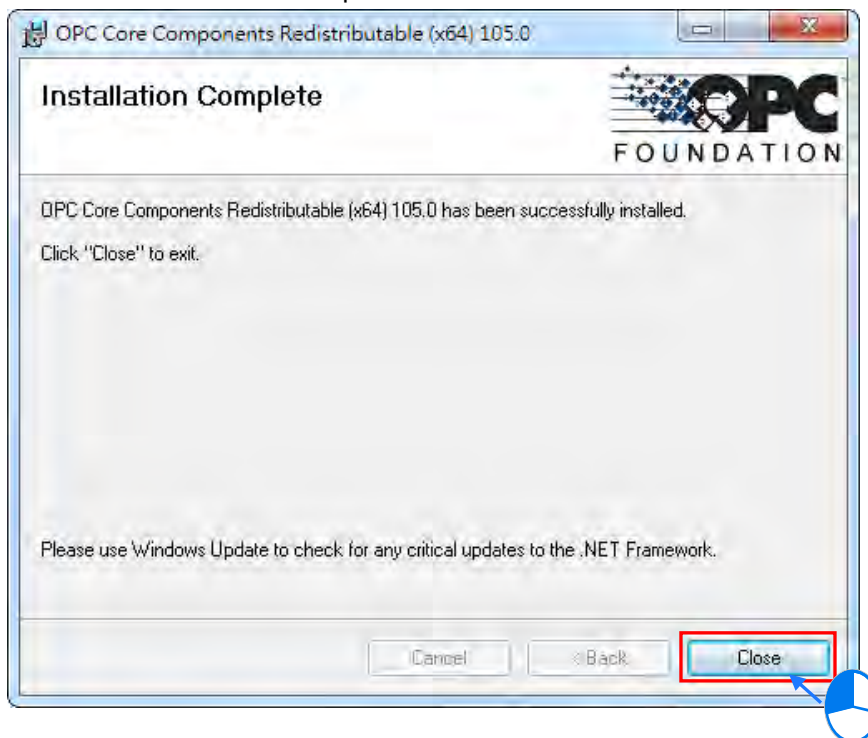 OPC Core Components Redistributable (x64) 105.0
Installation Complete
OPC
FOUNDATION
OPC Core Components Redistributable (x64) 105.0 has been successfully installed.
Click "Close" to exit.
Please use Windows Update to check for any critical updates to the .NET Framework.
Cancel
< Back
Close